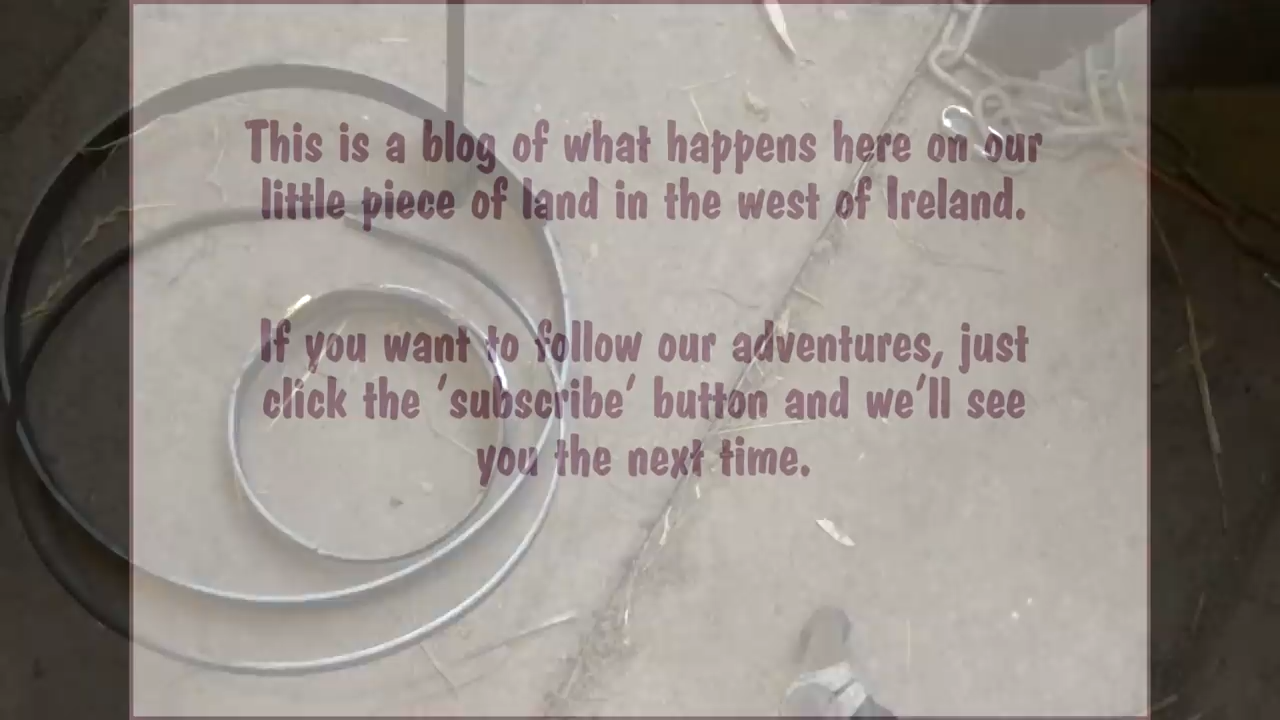 This is a blog of what happens here on our
little piece of land in the west of Ireland.
If you want to follow our adventures, just
click the ‘subscribe’ button and we’ll see
you the next time.